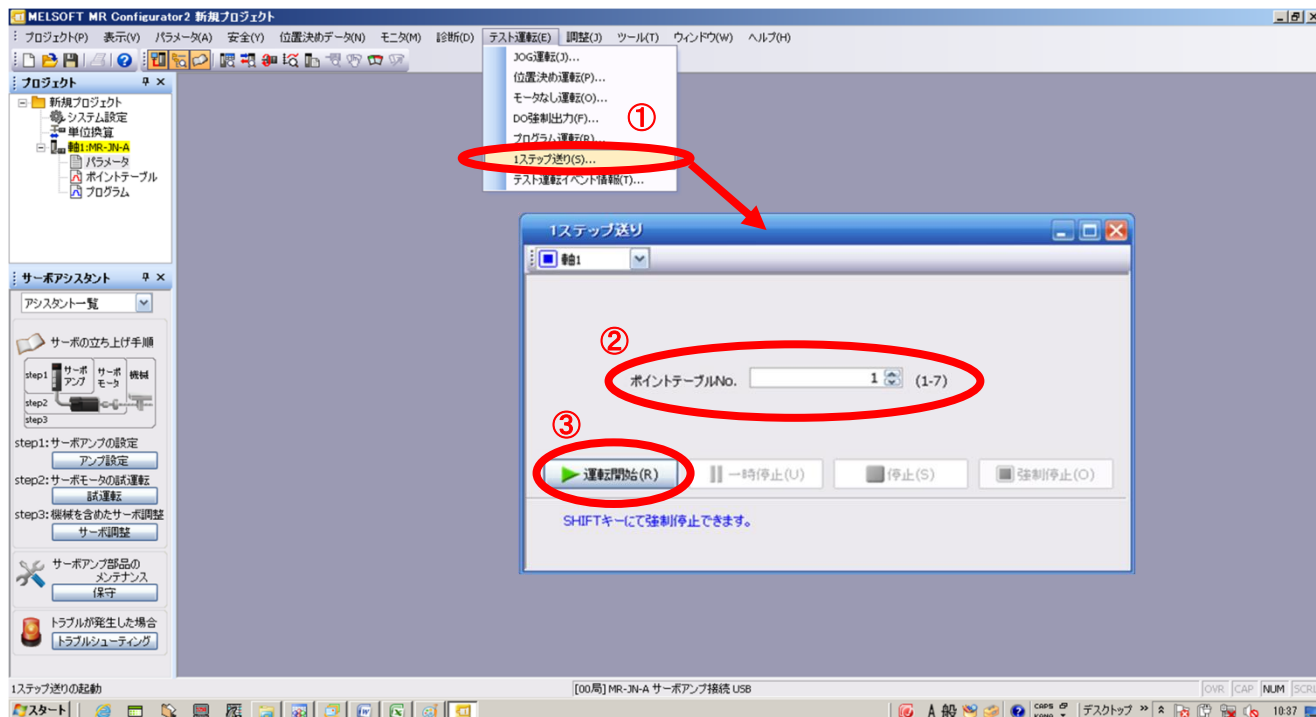 MELSOFT MR Configurator2 新規プロジェクト
プロジェクト(P) 表示(V) パラメータ(A) 安全(Y) 位置決めデータ(N) モニタ(M) 診断(D) テスト運転(E) 調整(J) ツール(T) ウィンドウ(W) ヘルプ(H)
JOG運転(J)...
位置決め運転(P)...
モータなし運転(O)...
DO強制出力(F)...
プログラム運転(R)...
1ステップ送り(S)...
テスト運転イベント情報(T)...
①
プロジェクト
新規プロジェクト
システム設定
単位換算
軸1:MR-JN-A
パラメータ
ポイントテーブル
プログラム
サーボアシスタント
アシスタント一覧
サーボの立ち上げ手順
step1 サーボアンプ サーボモータ 機械
step2
step3
step1:サーボアンプの設定
アンプ設定
step2:サーボモータの試運転
試運転
step3:機械を含めたサーボ調整
サーボ調整
サーボアンプ部品の
メンテナンス
保守
トラブルが発生した場合
トラブルシューティング
1ステップ送り
軸1
②
ポイントテーブルNo. 1 (1-7)
③
運転開始(R) 一時停止(U) 停止(S) 強制停止(O)
SHIFTキーにて強制停止できます。
1ステップ送りの起動 [00局] MR-JN-A サーボアンプ接続 USB OVR CAP NUM SCRL
スタート A 般 CAPS KANA デスクトップ 10:37